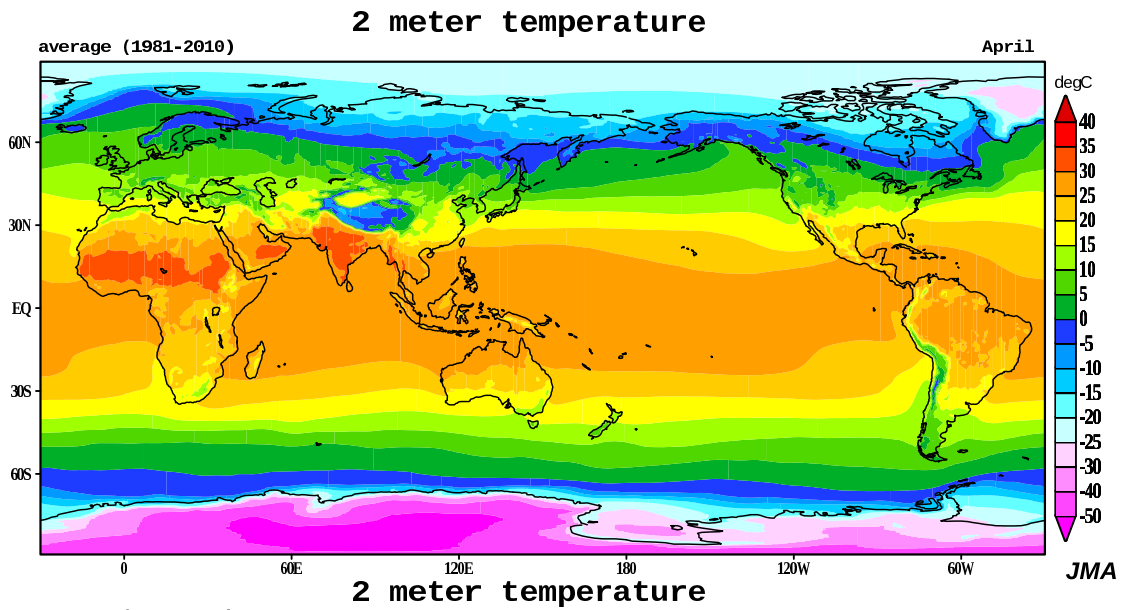 2 meter temperature
average (1981-2010)
April
degC
40
35
30
25
20
15
10
5
0
-5
-10
-15
-20
-25
-30
-40
-50
60N
30N
EQ
30S
60S
0
60E
120E
180
120W
60W
JMA
2 meter temperature